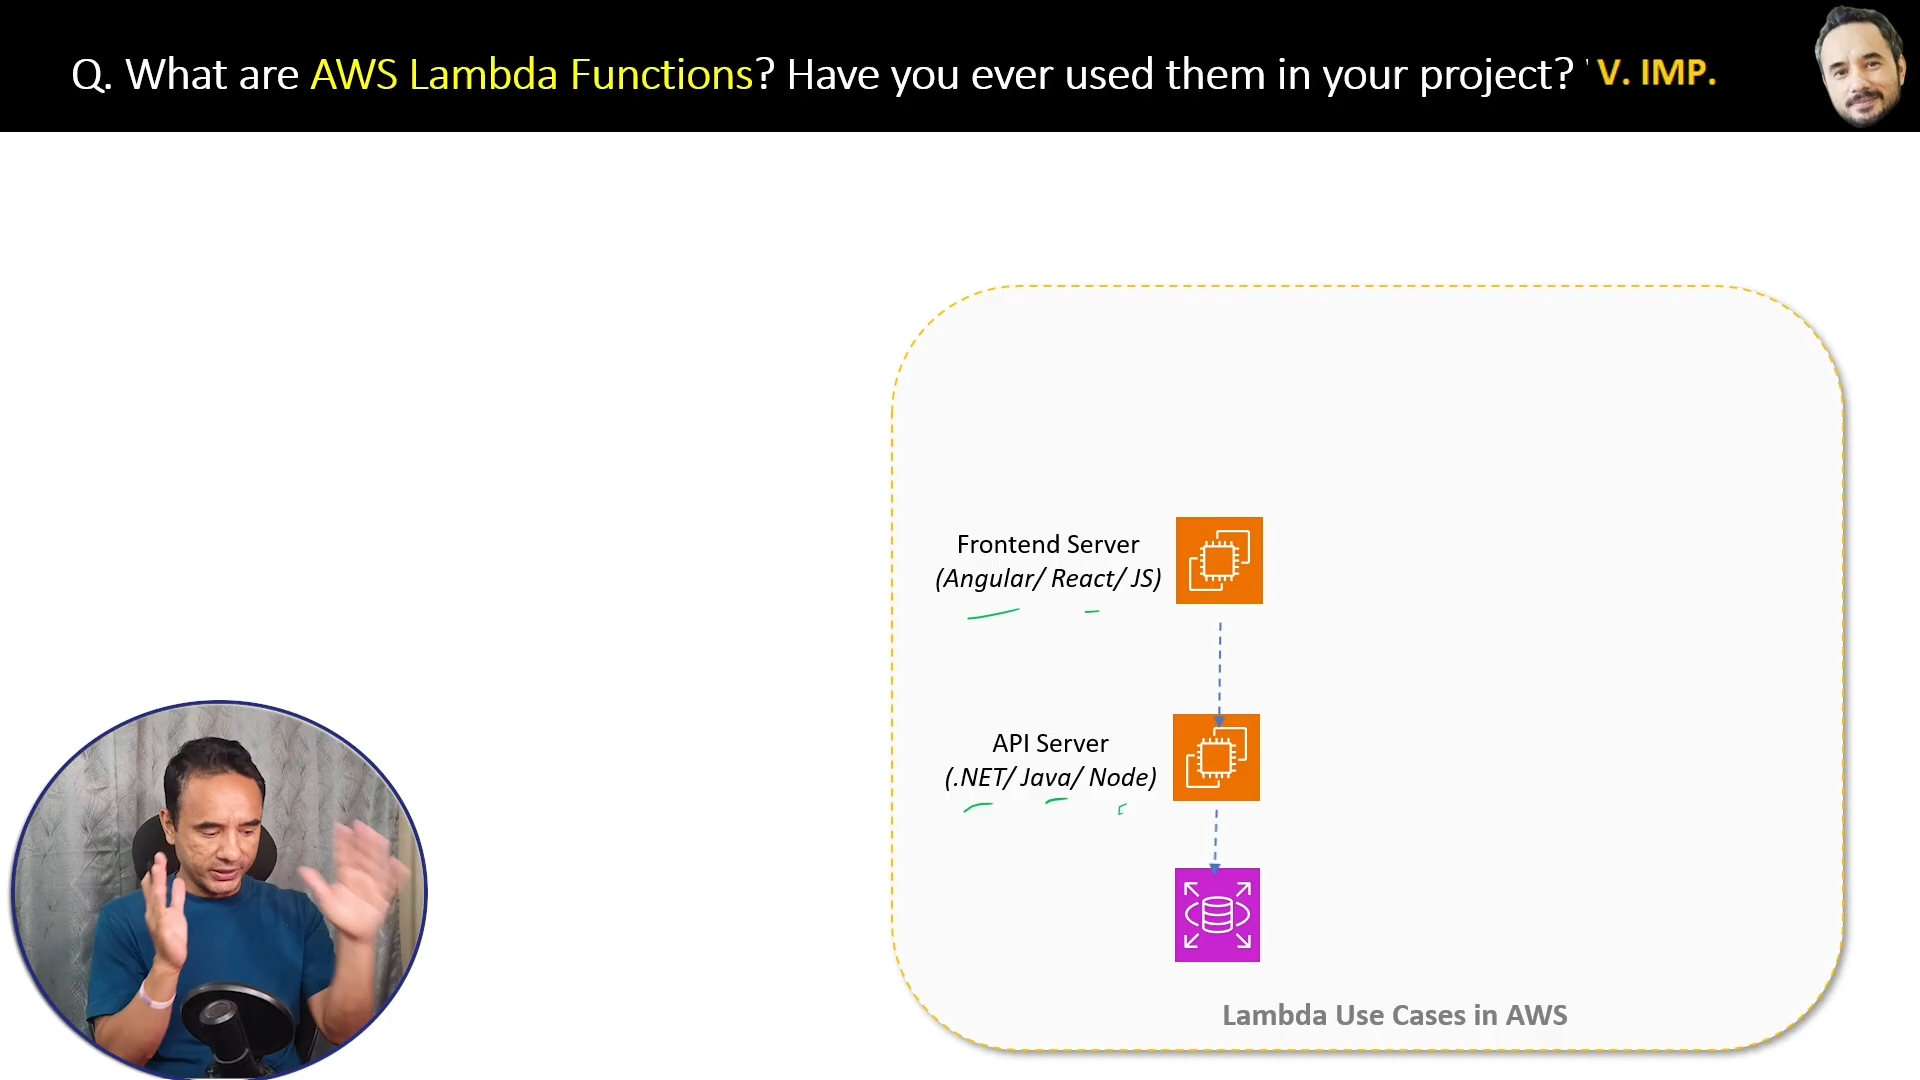 Q. What are AWS Lambda Functions? Have you ever used them in your project? ' V. IMP.
Frontend Server
(Angular/ React/ JS)
API Server
(.NET/ Java/ Node)
Lambda Use Cases in AWS